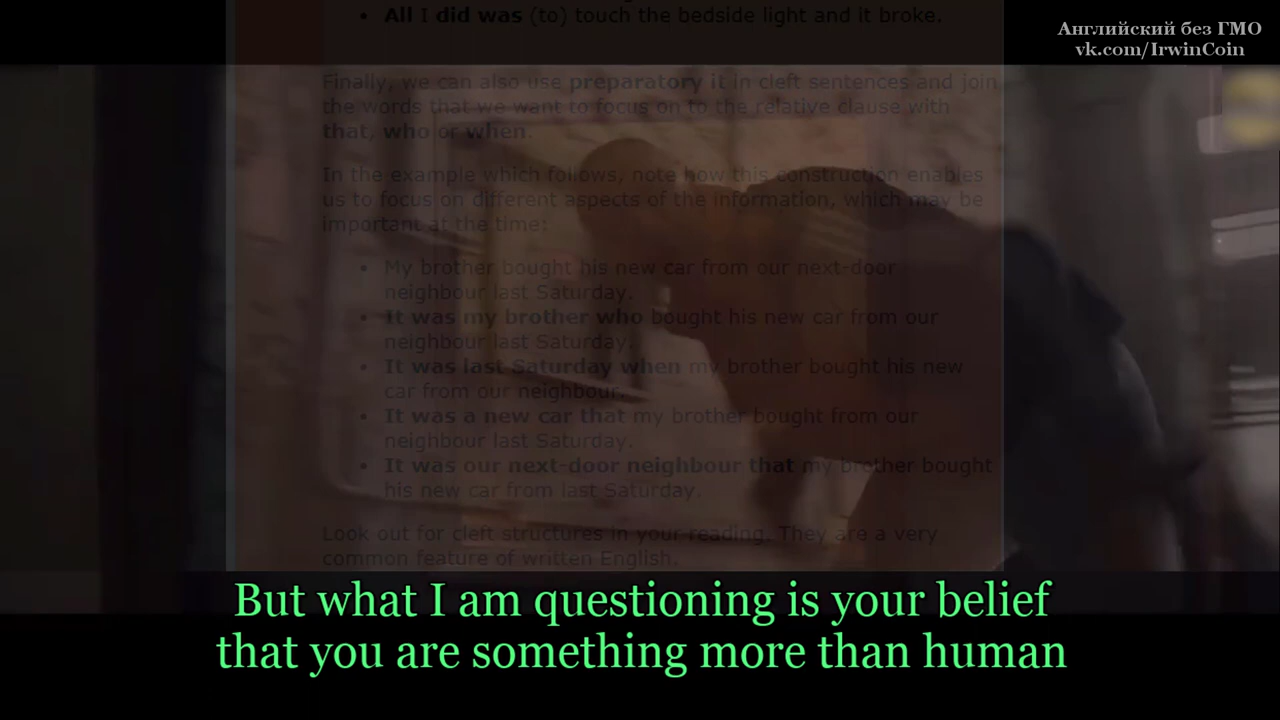 • All I did was (to) touch the bedside light and it broke.
Английский без ГМО
vk.com/IrwinCoin
Finally, we can also use preparatory it in cleft sentences and join
the words that we want to focus on to the relative clause with
that, who or when.
In the example which follows, note how this construction enables
us to focus on different aspects of the information, which may be
important at the time:
• My brother bought his new car from our next-door
neighbour last Saturday.
• It was my brother who bought his new car from our
neighbour last Saturday.
• It was last Saturday when my brother bought his new
car from our neighbour.
• It was a new car that my brother bought from our
neighbour last Saturday.
• It was our next-door neighbour that my brother bought
his new car from last Saturday.
Look out for cleft structures in your reading. They are a very
common feature of written English.
But what I am questioning is your belief
that you are something more than human